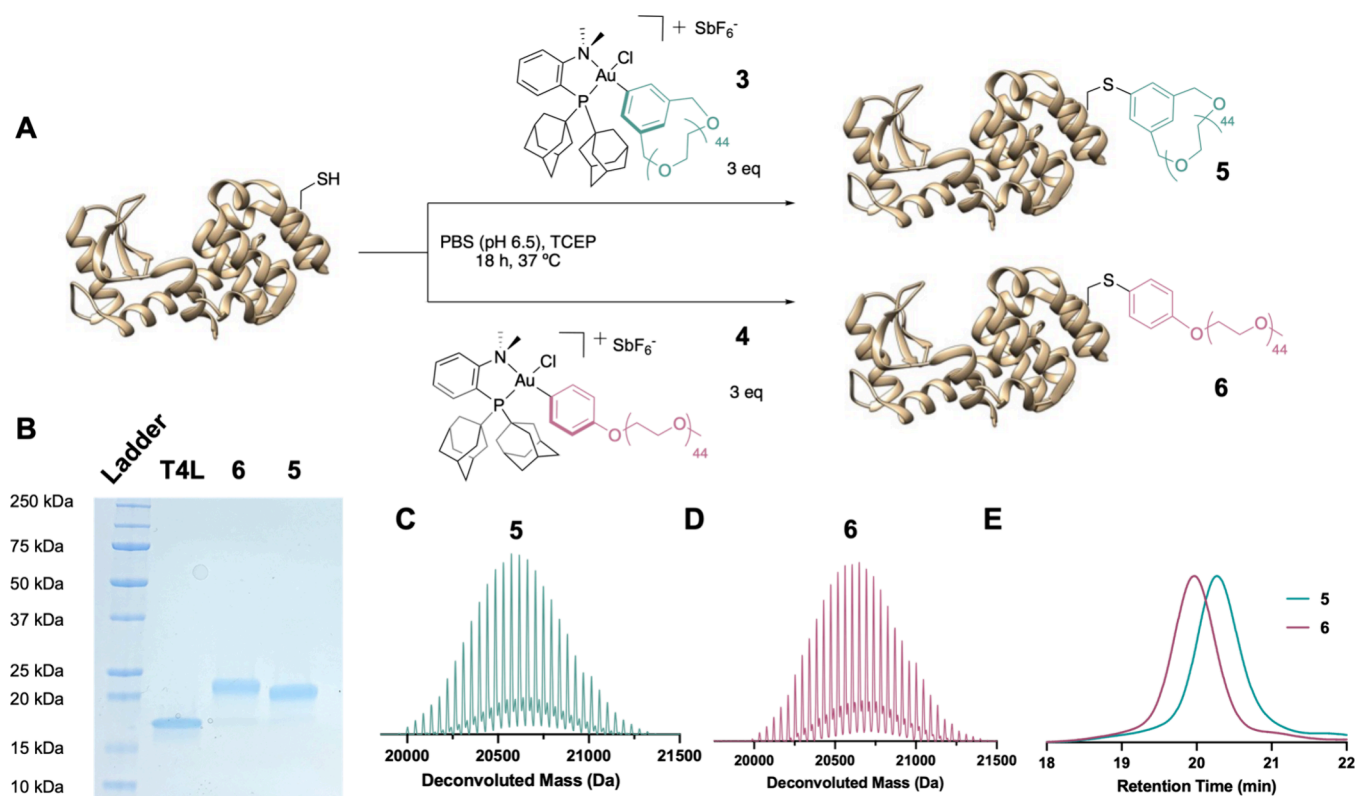 A
SH
PBS (pH 6.5), TCEP
18 h, 37 ºC
N
Cl
Au
P
+ SbF6-
3
O
O
44
3 eq
N
Cl
Au
P
+ SbF6-
4
O
O
44
3 eq
S
O
O
44
5
S
O
O
44
6
B
Ladder
T4L 6 5
250 kDa
75 kDa
50 kDa
37 kDa
25 kDa
20 kDa
15 kDa
10 kDa
C
5
20000 20500 21000 21500
Deconvoluted Mass (Da)
D
6
20000 20500 21000 21500
Deconvoluted Mass (Da)
E
5
6
18 19 20 21 22
Retention Time (min)